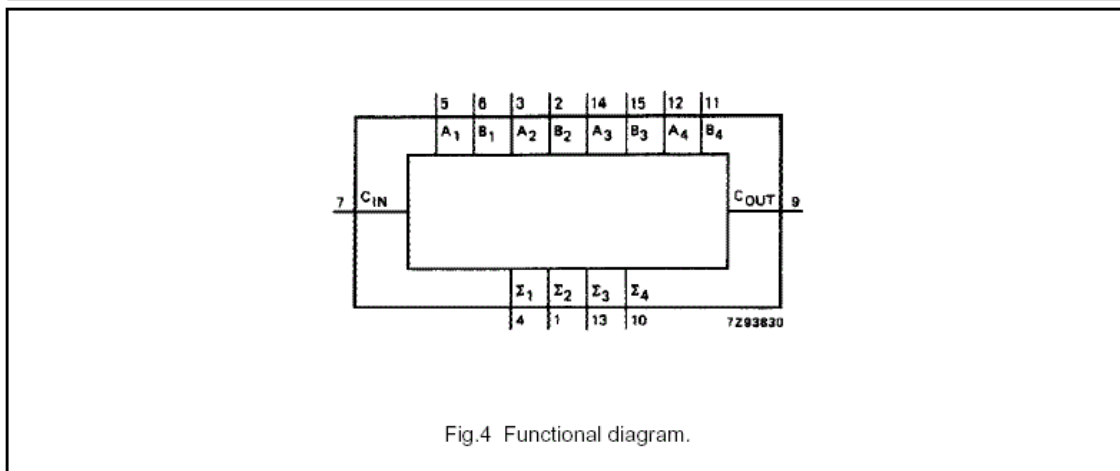 5 6 3 2 14 15 12 11
A1 B1 A2 B2 A3 B3 A4 B4
7 CIN COUT 9
Σ1 Σ2 Σ3 Σ4
4 1 13 10 7Z93630
Fig.4 Functional diagram.